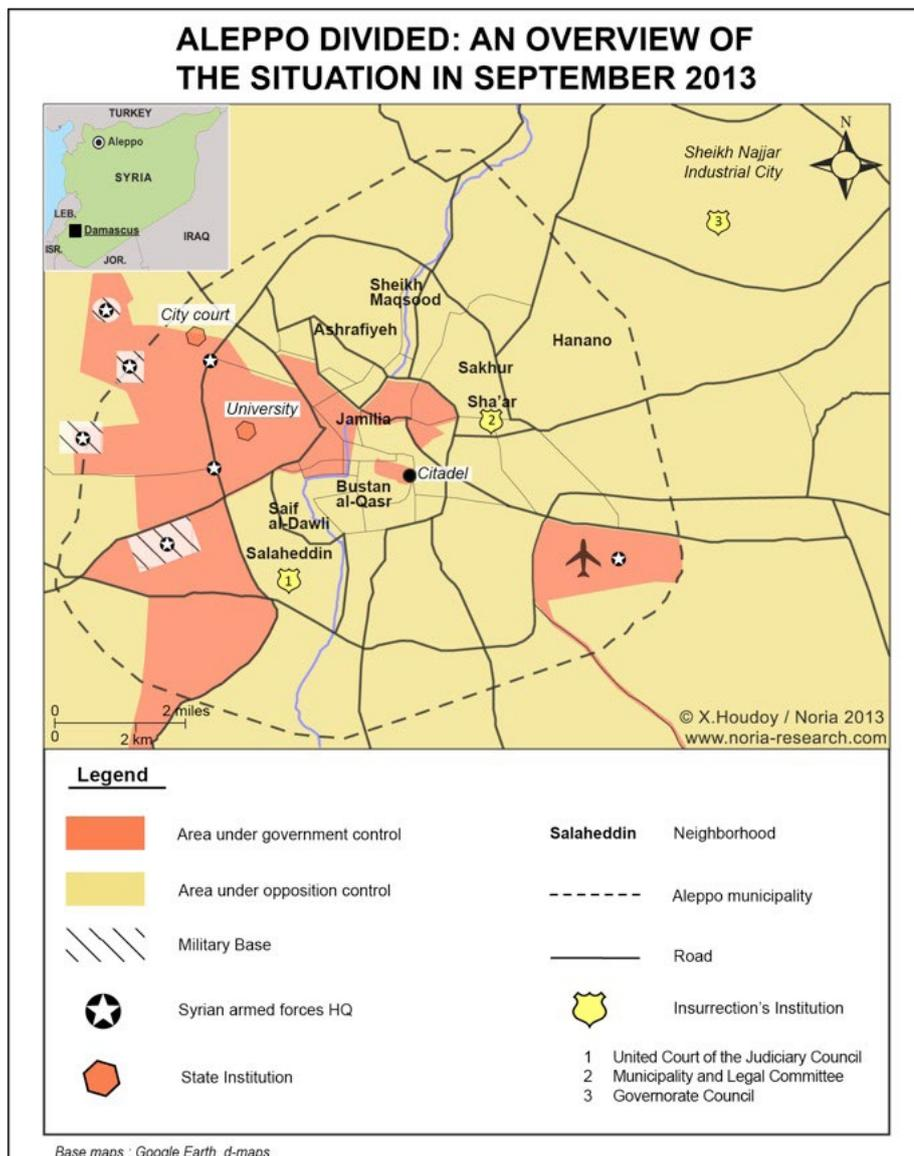 ALEPPO DIVIDED: AN OVERVIEW OF
THE SITUATION IN SEPTEMBER 2013
TURKEY
Aleppo
SYRIA
LEB.
Damascus
IRAQ
ISR.
JOR.
N
Sheikh Najjar
Industrial City
3
City court
Sheikh
Maqsood
Ashrafiyeh
Hanano
Sakhur
Sha'ar
2
University
Jamilia
Citadel
Bustan
al-Qasr
Saif
al-Dawli
Salaheddin
1
0 2 miles
0 2 km
© X.Houdoy / Noria 2013
www.noria-research.com
Legend
Area under government control
Area under opposition control
Military Base
Syrian armed forces HQ
State Institution
Salaheddin Neighborhood
Aleppo municipality
Road
Insurrection's Institution
1 United Court of the Judiciary Council
2 Municipality and Legal Committee
3 Governorate Council
Base maps : Google Earth, d-maps